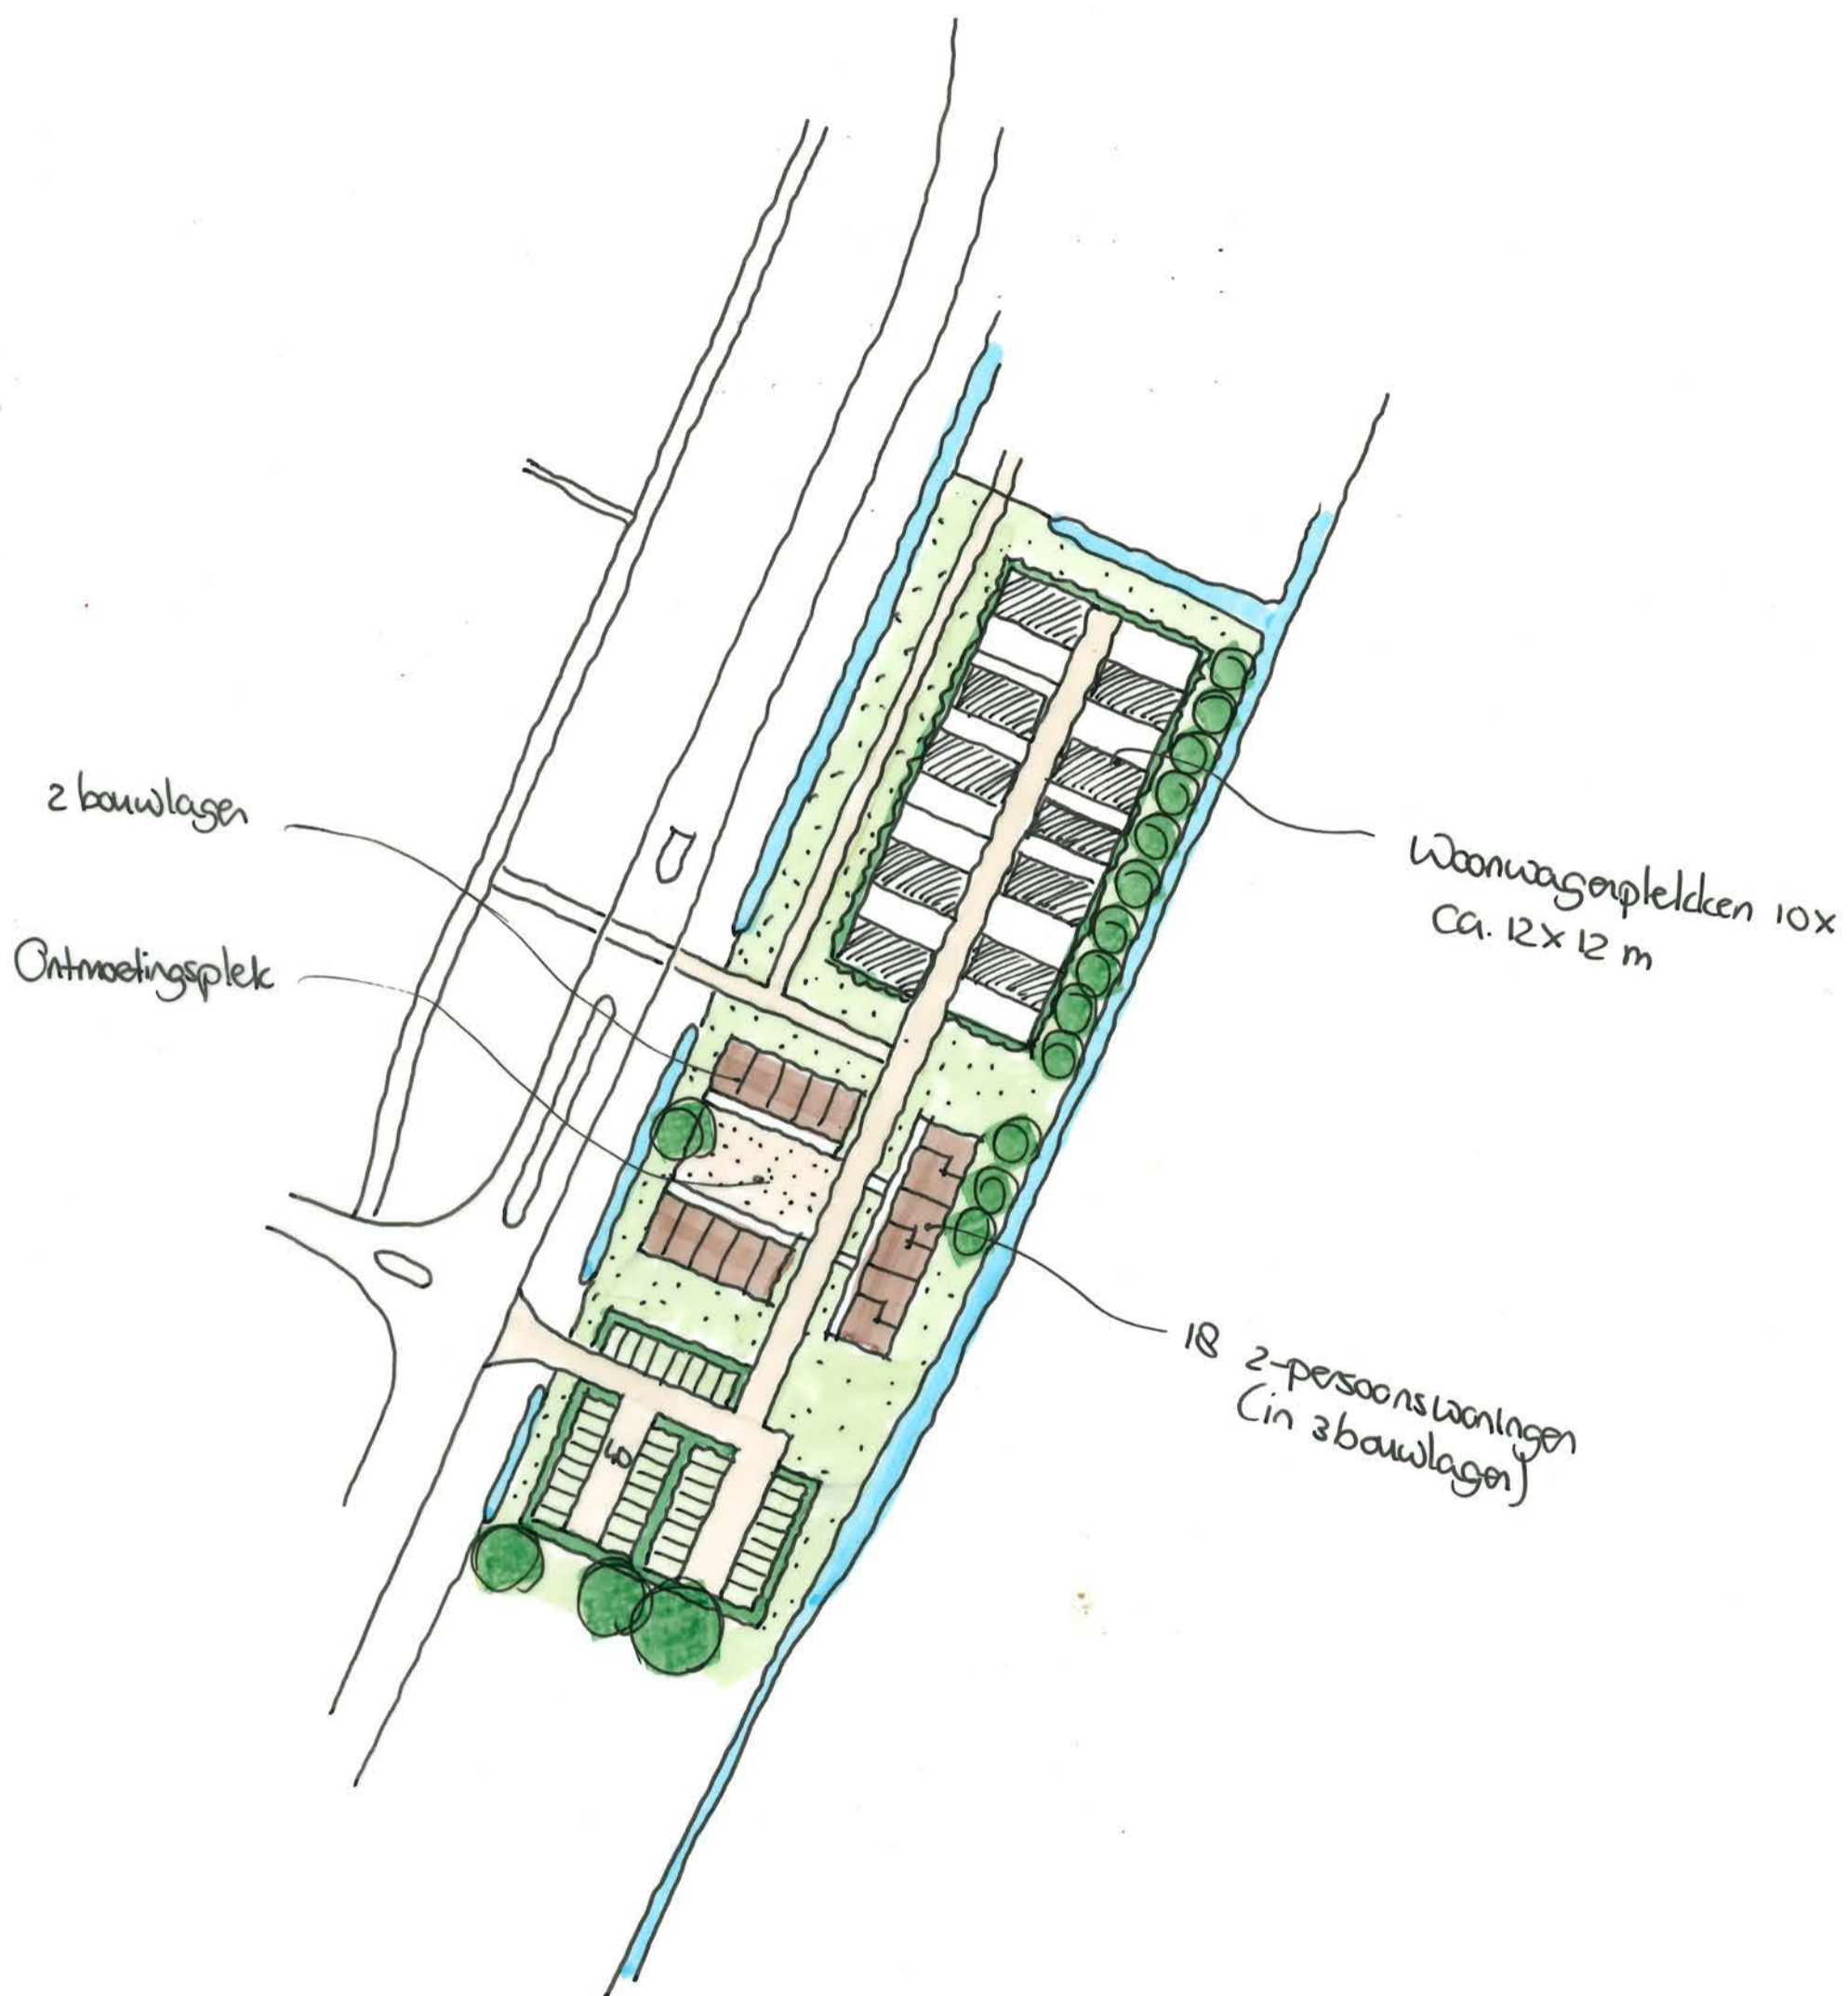 2 bouwlagen
Ontmoetingsplek
Woonwagenplekken 10x
ca. 12 x 12 m
18 2-persoonswoningen
(in 3 bouwlagen)
40